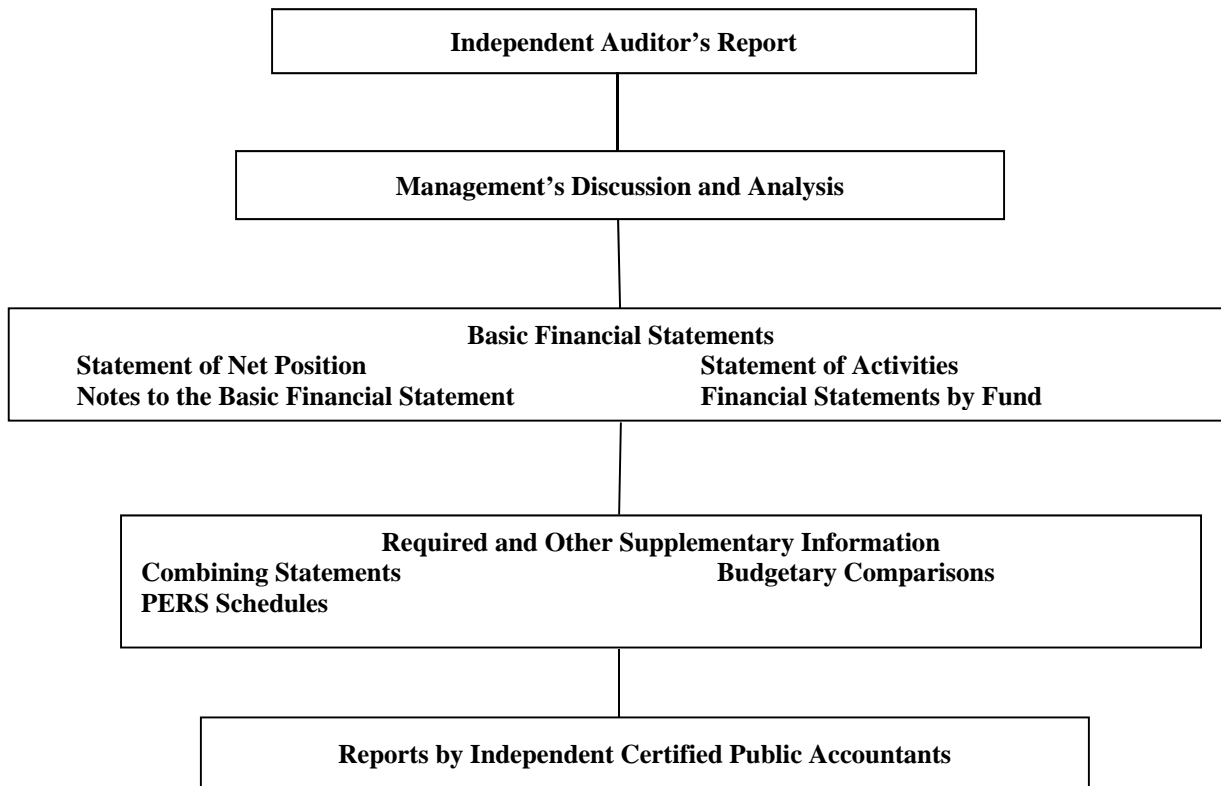 Independent Auditor’s Report
Management’s Discussion and Analysis
Basic Financial Statements
Statement of Net Position Statement of Activities
Notes to the Basic Financial Statement Financial Statements by Fund
Required and Other Supplementary Information
Combining Statements Budgetary Comparisons
PERS Schedules
Reports by Independent Certified Public Accountants